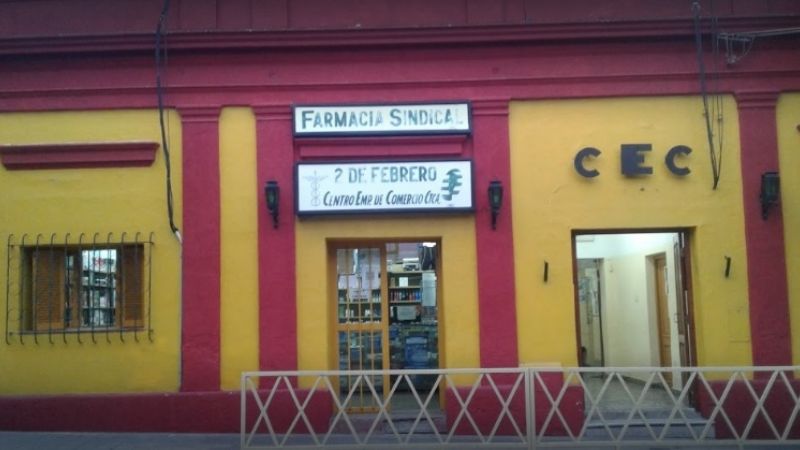 FARMACIA SINDICAL
2 DE FEBRERO
CENTRO EMP. DE COMERCIO CTCA.
CEC